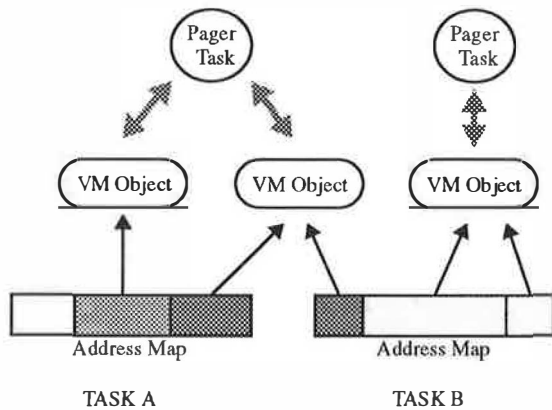 Pager
Task
Pager
Task
VM Object
VM Object
VM Object
Address Map
Address Map
TASK A
TASK B